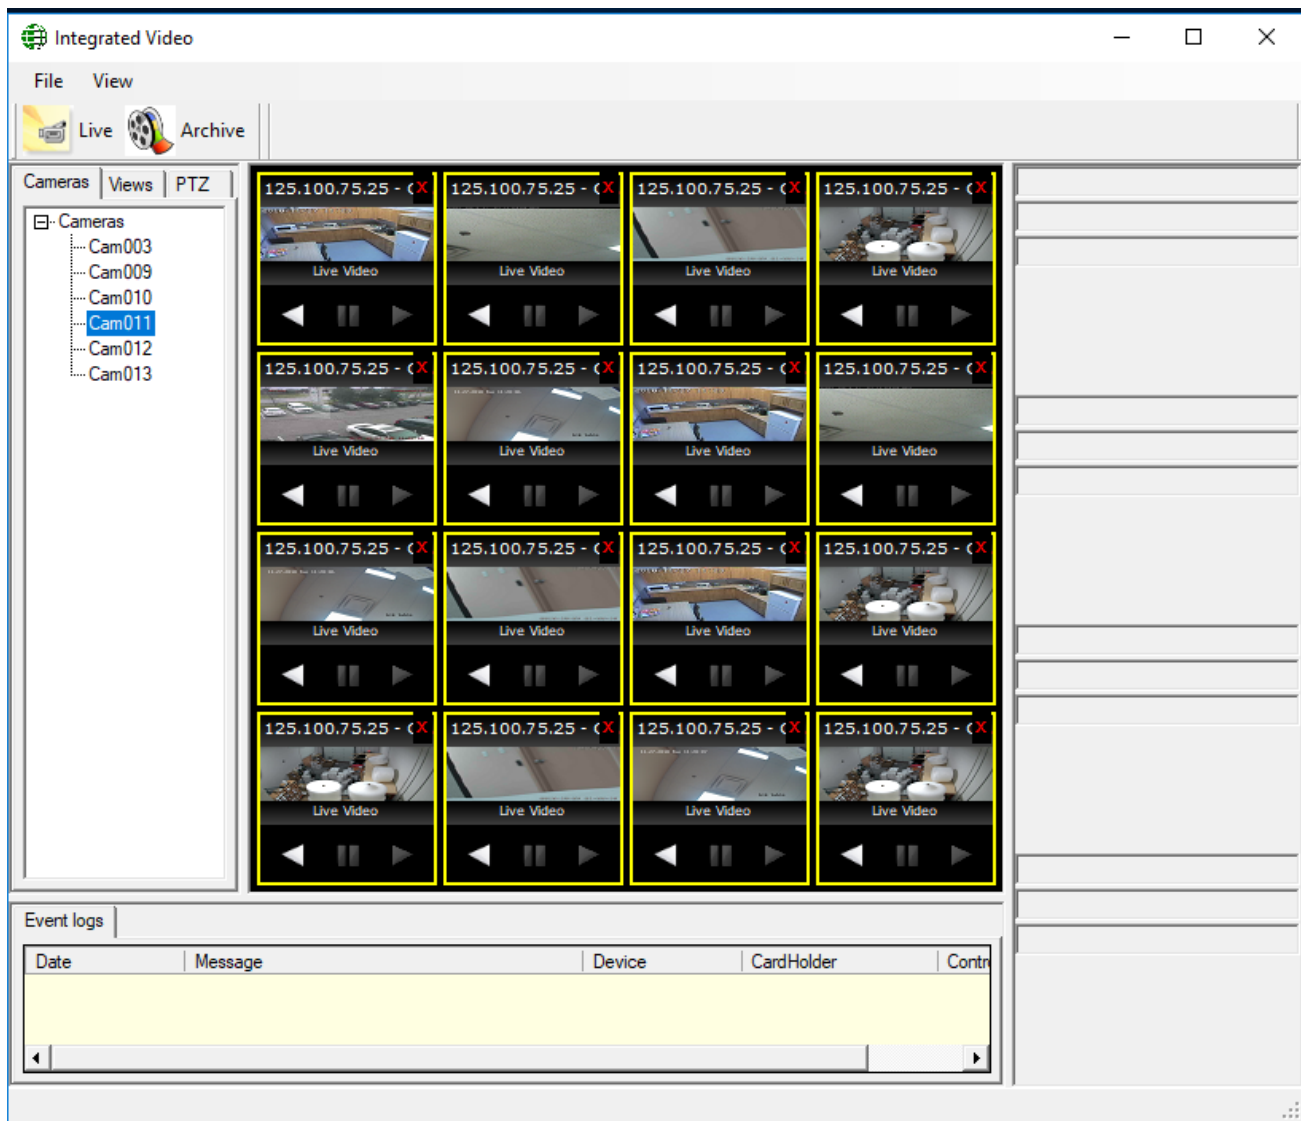 Integrated Video
File View
Live Archive
Cameras Views PTZ
Cameras
Cam003
Cam009
Cam010
Cam011
Cam012
Cam013
125.100.75.25 - 125.100.75.25 - 125.100.75.25 - 125.100.75.25 -
Live Video Live Video Live Video Live Video
125.100.75.25 - 125.100.75.25 - 125.100.75.25 - 125.100.75.25 -
Live Video Live Video Live Video Live Video
125.100.75.25 - 125.100.75.25 - 125.100.75.25 - 125.100.75.25 -
Live Video Live Video Live Video Live Video
125.100.75.25 - 125.100.75.25 - 125.100.75.25 - 125.100.75.25 -
Live Video Live Video Live Video Live Video
Event logs
Date Message Device CardHolder Contr